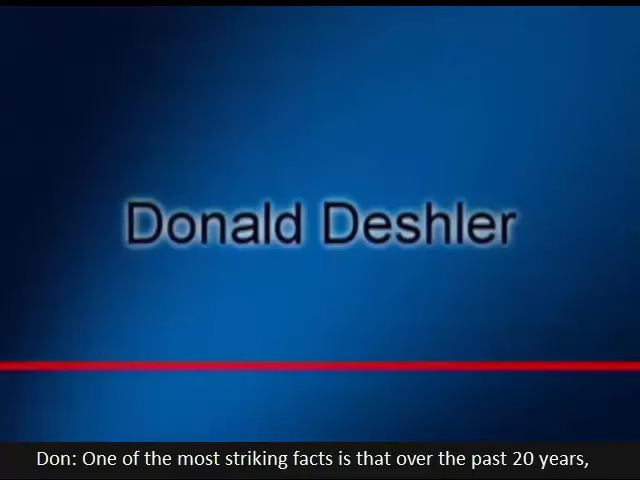 Donald Deshler
Don: One of the most striking facts is that over the past 20 years,